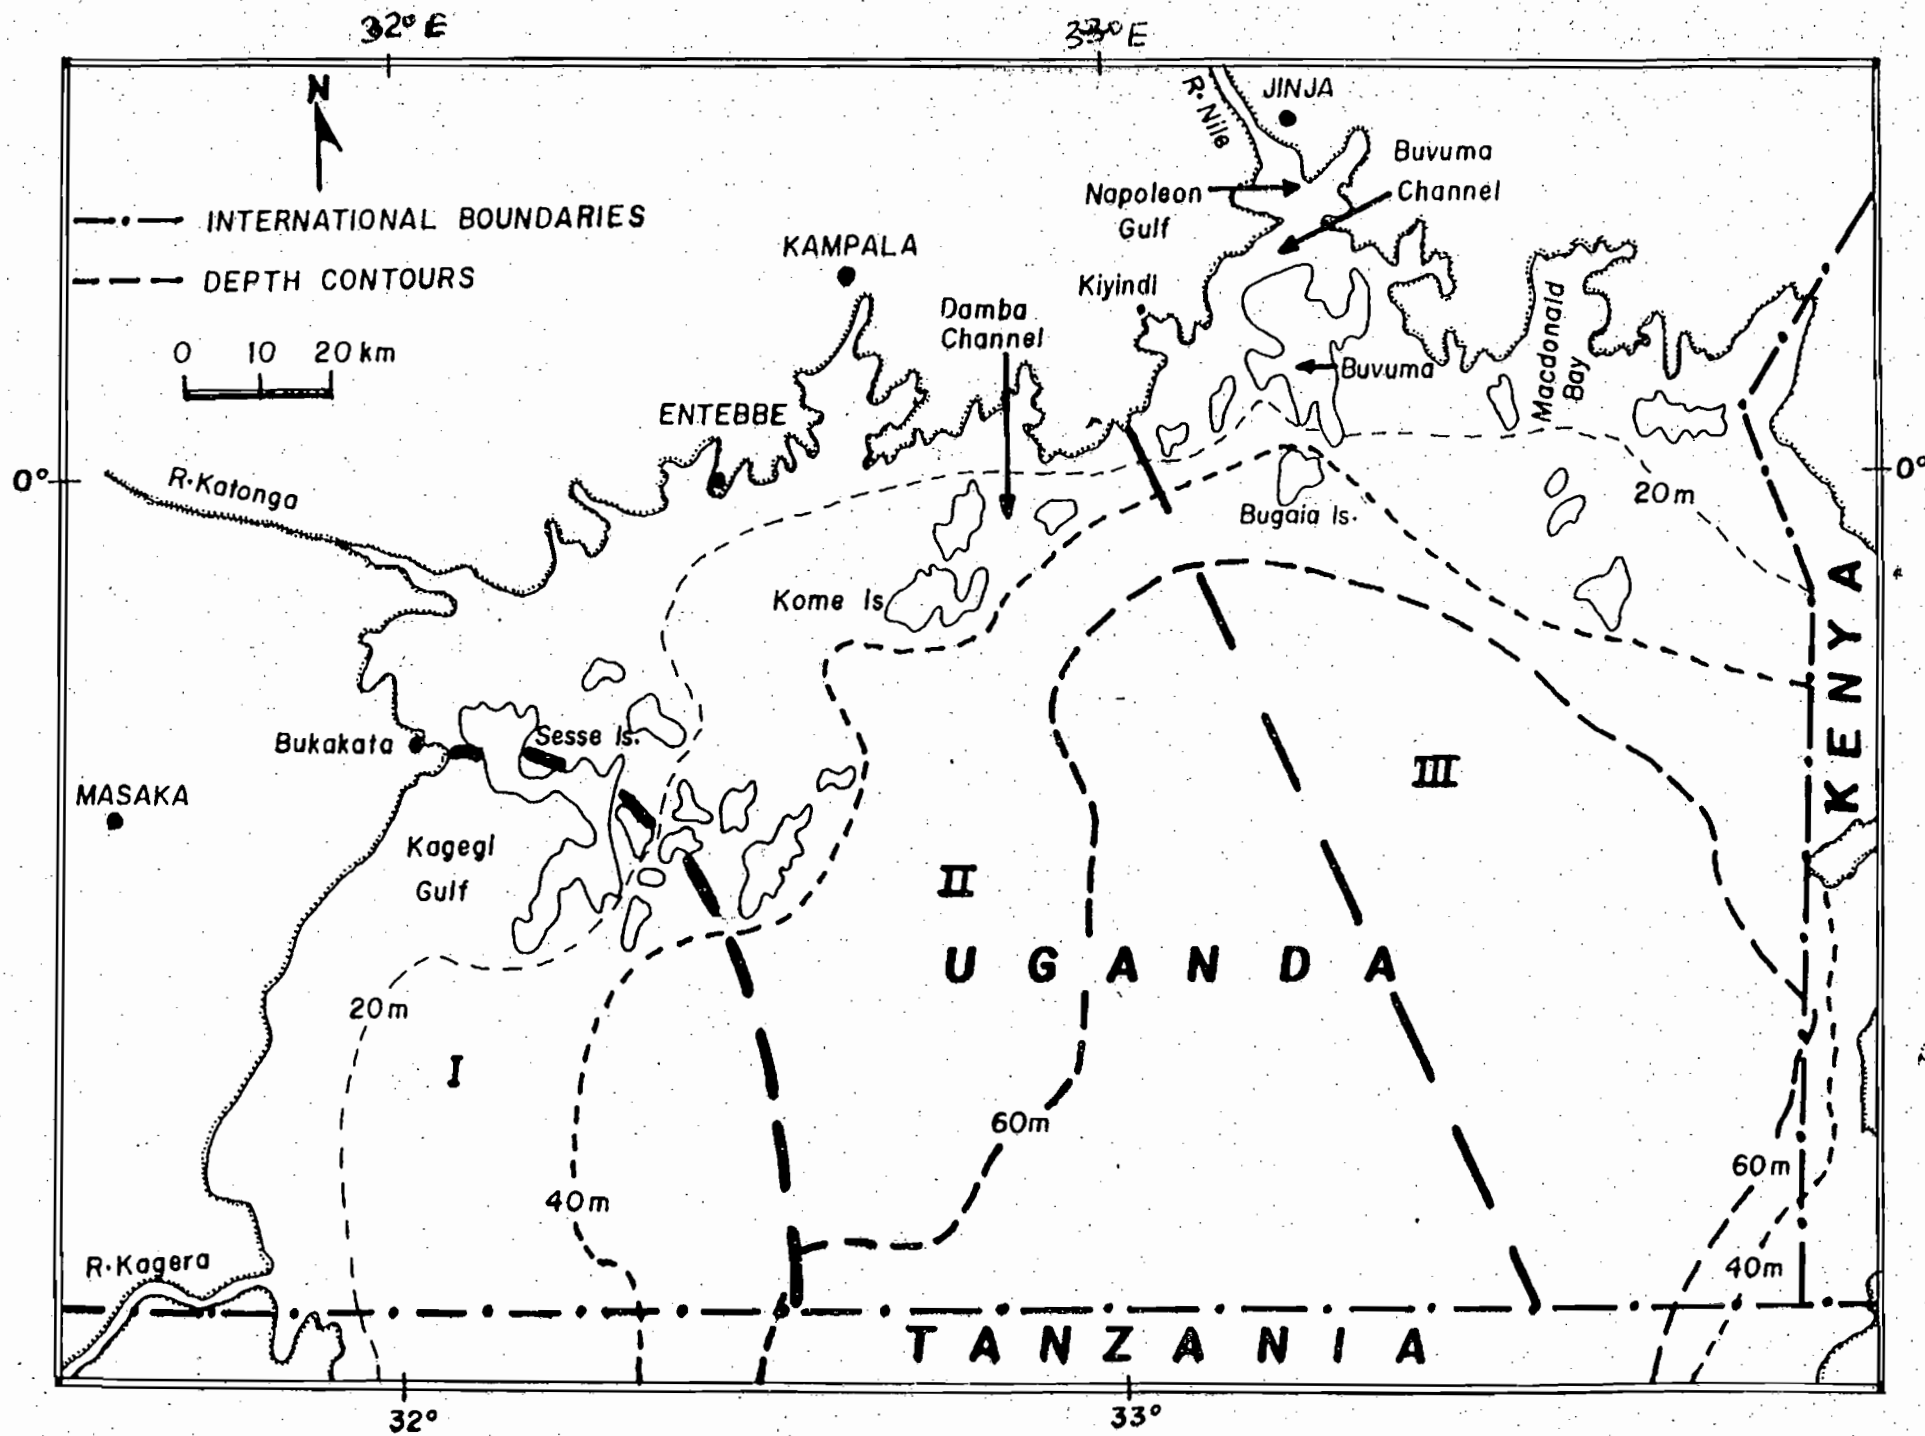 32° E
33° E
N
JINJA
R. Nile
Buvuma
Channel
Napoleon
Gulf
INTERNATIONAL BOUNDARIES
DEPTH CONTOURS
0 10 20 km
KAMPALA
Kiyindi
Damba
Channel
Buvuma
Macdonald
Bay
ENTEBBE
0°
0°
R. Katonga
20m
Bugaia Is.
Kome Is
KENYA
Bukakata
Sesse Is.
III
MASAKA
Kagegi
Gulf
II
UGANDA
20m
I
60m
60m
40m
R. Kagera
40m
TANZANIA
32°
33°